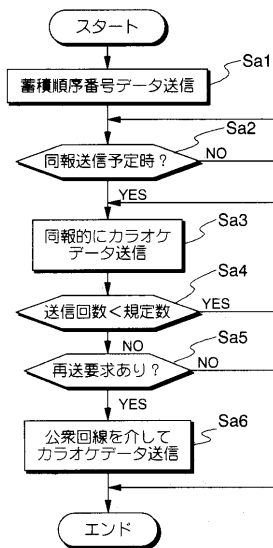 スタート
Sa1
蓄積順序番号データ送信
Sa2
同報送信予定時？
NO
YES
Sa3
同報的にカラオケ
データ送信
Sa4
送信回数＜規定数
YES
NO
Sa5
再送要求あり？
NO
YES
Sa6
公衆回線を介して
カラオケデータ送信
エンド